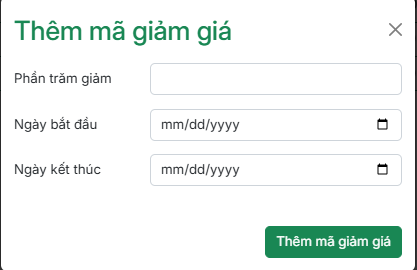 Thêm mã giảm giá
Phần trăm giảm
Ngày bắt đầu mm/dd/yyyy
Ngày kết thúc mm/dd/yyyy
Thêm mã giảm giá